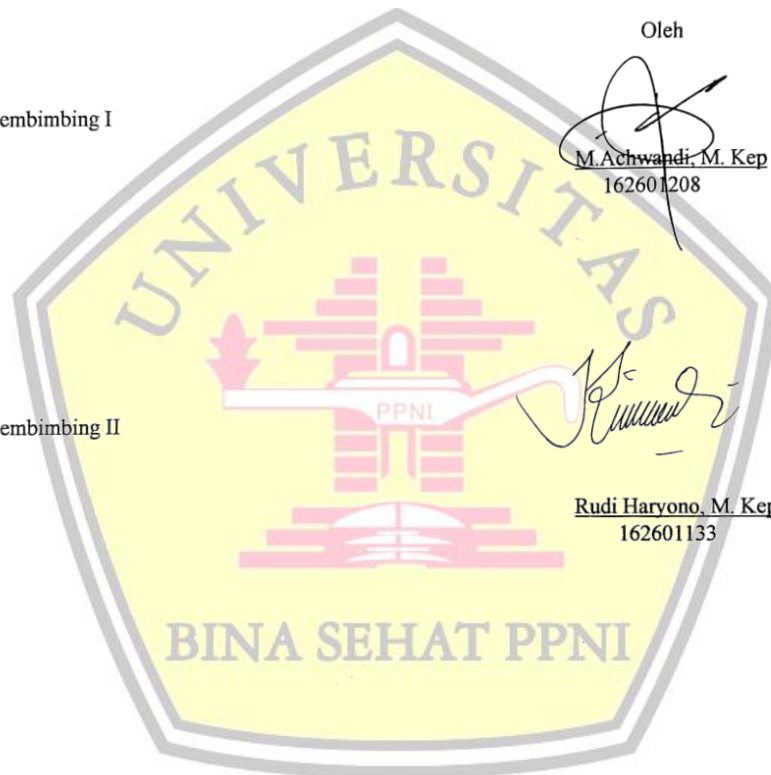 Oleh
embimbing I
M.Achwandi, M. Kep
162601208
UNIVERSITAS
PPNI
embimbing II
Rudi Haryono, M. Kep
162601133
BINA SEHAT PPNI